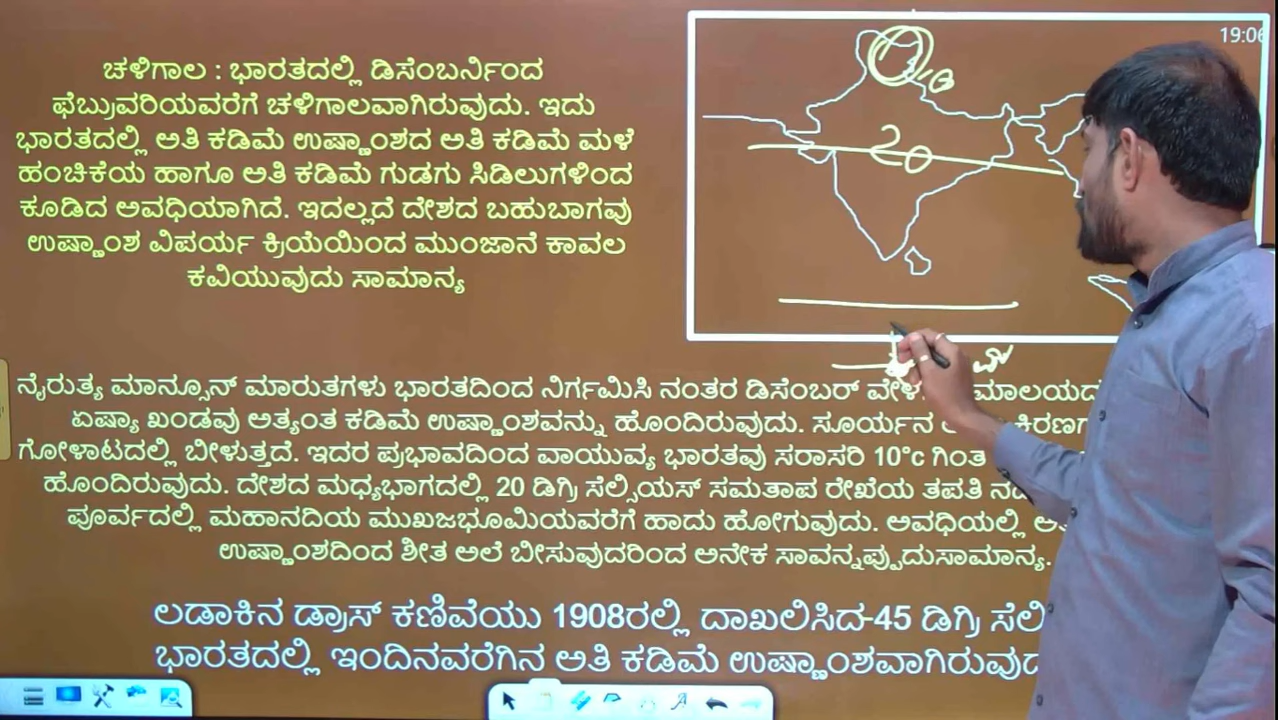 ಚಳಿಗಾಲ : ಭಾರತದಲ್ಲಿ ಡಿಸೆಂಬರ್ನಿಂದ
ಫೆಬ್ರುವರಿಯವರೆಗೆ ಚಳಿಗಾಲವಾಗಿರುವುದು. ಇದು
ಭಾರತದಲ್ಲಿ ಅತಿ ಕಡಿಮೆ ಉಷ್ಣಾಂಶದ ಅತಿ ಕಡಿಮೆ ಮಳೆ
ಹಂಚಿಕೆಯ ಹಾಗೂ ಅತಿ ಕಡಿಮೆ ಗುಡಗು ಸಿಡಿಲುಗಳಿಂದ
ಕೂಡಿದ ಅವಧಿಯಾಗಿದೆ. ಇದಲ್ಲದೆ ದೇಶದ ಬಹುಬಾಗವು
ಉಷ್ಣಾಂಶ ವಿಪರ್ಯ ಕ್ರಿಯೆಯಿಂದ ಮುಂಜಾನೆ ಕಾವಲ
ಕವಿಯುವುದು ಸಾಮಾನ್ಯ
19:06
10
20
ನೈರುತ್ಯ ಮಾನ್ಸೂನ್ ಮಾರುತಗಳು ಭಾರತದಿಂದ ನಿರ್ಗಮಿಸಿ ನಂತರ ಡಿಸೆಂಬರ್
ಏಷ್ಯಾ ಖಂಡವು ಅತ್ಯಂತ ಕಡಿಮೆ ಉಷ್ಣಾಂಶವನ್ನು ಹೊಂದಿರುವುದು. ಸೂರ್ಯನ
ಗೋಳಾಟದಲ್ಲಿ ಬೀಳುತ್ತದೆ. ಇದರ ಪ್ರಭಾವದಿಂದ ವಾಯುವ್ಯ ಭಾರತವು ಸರಾಸರಿ 10°c ಗಿಂತ
ಹೊಂದಿರುವುದು. ದೇಶದ ಮಧ್ಯಭಾಗದಲ್ಲಿ 20 ಡಿಗ್ರಿ ಸೆಲ್ಸಿಯಸ್ ಸಮತಾಪ ರೇಖೆಯ ತಪತಿ
ಪೂರ್ವದಲ್ಲಿ ಮಹಾನದಿಯ ಮುಖಜಭೂಮಿಯವರೆಗೆ ಹಾದು ಹೋಗುವುದು. ಅವಧಿಯಲ್ಲಿ
ಉಷ್ಣಾಂಶದಿಂದ ಶೀತ ಅಲೆ ಬೀಸುವುದರಿಂದ ಅನೇಕ ಸಾವನ್ನಪ್ಪುದುಸಾಮಾನ್ಯ.
ಲಡಾಕಿನ ಡ್ರಾಸ್ ಕಣಿವೆಯು 1908ರಲ್ಲಿ ದಾಖಲಿಸಿದ-45 ಡಿಗ್ರಿ
ಭಾರತದಲ್ಲಿ ಇಂದಿನವರೆಗಿನ ಅತಿ ಕಡಿಮೆ